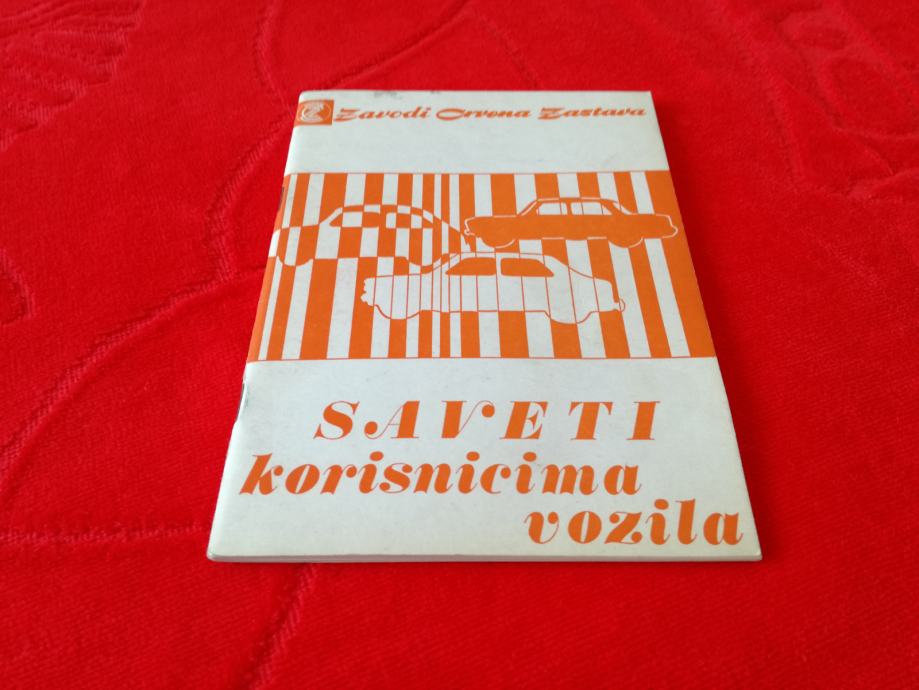 Zavodi Crvena Zastava
SAVETI
korisnicima
vozila